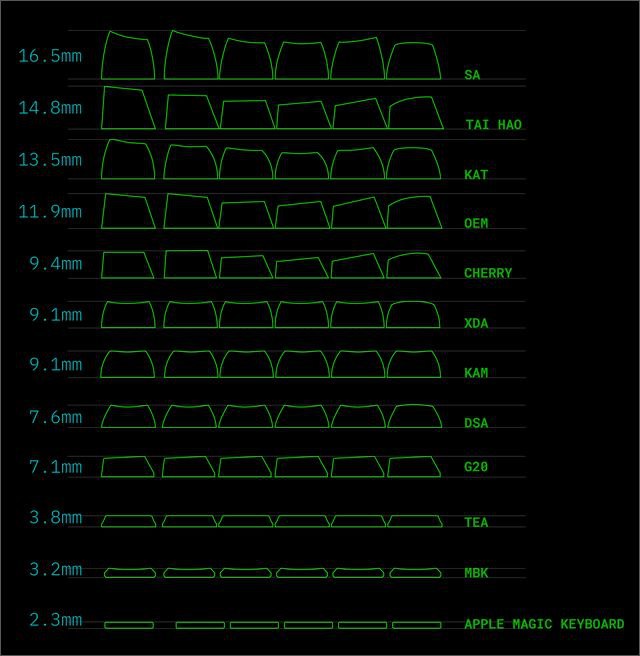 16.5mm SA
14.8mm TAI HAO
13.5mm KAT
11.9mm OEM
9.4mm CHERRY
9.1mm XDA
9.1mm KAM
7.6mm DSA
7.1mm G20
3.8mm TEA
3.2mm MBK
2.3mm APPLE MAGIC KEYBOARD